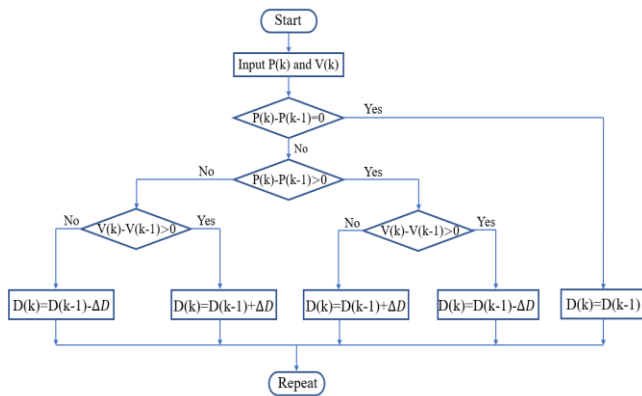 Start
Input P(k) and V(k)
P(k)-P(k-1)=0
Yes
No
P(k)-P(k-1)>0
No
Yes
V(k)-V(k-1)>0
No
Yes
V(k)-V(k-1)>0
No
Yes
D(k)=D(k-1)-ΔD
D(k)=D(k-1)+ΔD
D(k)=D(k-1)+ΔD
D(k)=D(k-1)-ΔD
D(k)=D(k-1)
Repeat